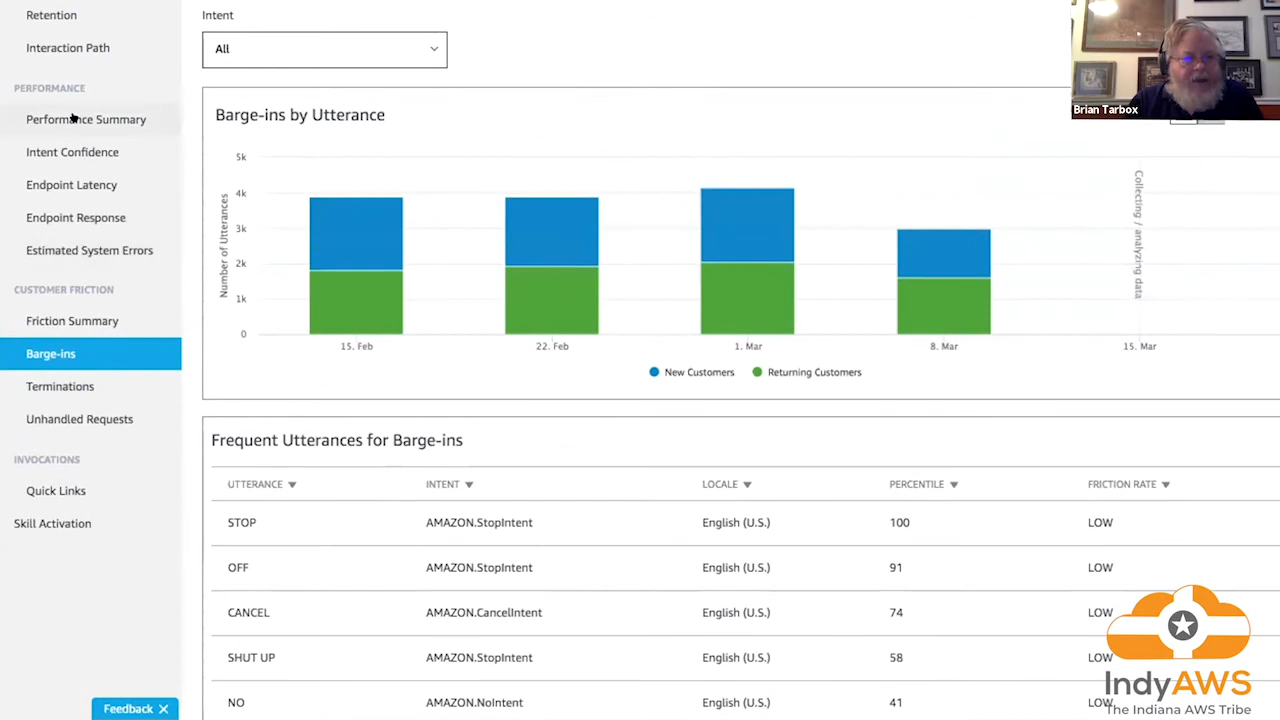 Retention
Interaction Path
PERFORMANCE
Performance Summary
Intent Confidence
Endpoint Latency
Endpoint Response
Estimated System Errors
CUSTOMER FRICTION
Friction Summary
Barge-ins
Terminations
Unhandled Requests
INVOCATIONS
Quick Links
Skill Activation
Feedback ✕
Intent
All
Brian Tarbox
Barge-ins by Utterance
Number of Utterances
5k
4k
3k
2k
1k
0
15. Feb
22. Feb
1. Mar
8. Mar
15. Mar
Collecting / analyzing data
New Customers
Returning Customers
Frequent Utterances for Barge-ins
UTTERANCE INTENT LOCALE PERCENTILE FRICTION RATE
STOP AMAZON.StopIntent English (U.S.) 100 LOW
OFF AMAZON.StopIntent English (U.S.) 91 LOW
CANCEL AMAZON.CancelIntent English (U.S.) 74 LOW
SHUT UP AMAZON.StopIntent English (U.S.) 58 LOW
NO AMAZON.NoIntent English (U.S.) 41 LOW
IndyAWS
The Indiana AWS Tribe